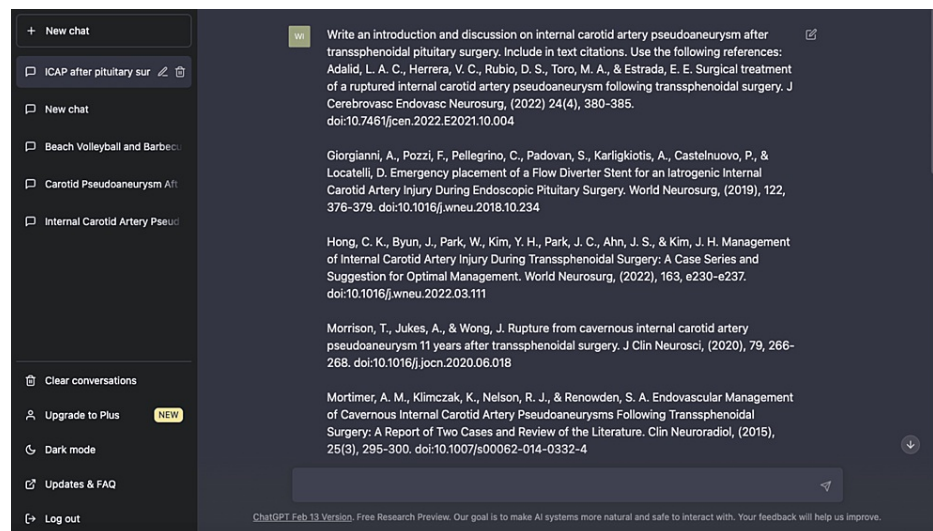 + New chat
ICAP after pituitary sur
New chat
Beach Volleyball and Barbecu
Carotid Pseudoaneurysm Aft
Internal Carotid Artery Pseud
Clear conversations
Upgrade to Plus NEW
Dark mode
Updates & FAQ
Log out
WI
Write an introduction and discussion on internal carotid artery pseudoaneurysm after
transsphenoidal pituitary surgery. Include in text citations. Use the following references:
Adalid, L. A. C., Herrera, V. C., Rubio, D. S., Toro, M. A., & Estrada, E. E. Surgical treatment
of a ruptured internal carotid artery pseudoaneurysm following transsphenoidal surgery. J
Cerebrovasc Endovasc Neurosurg, (2022) 24(4), 380-385.
doi:10.7461/jcen.2022.E2021.10.004
Giorgianni, A., Pozzi, F., Pellegrino, C., Padovan, S., Karligkiotis, A., Castelnuovo, P., &
Locatelli, D. Emergency placement of a Flow Diverter Stent for an Iatrogenic Internal
Carotid Artery Injury During Endoscopic Pituitary Surgery. World Neurosurg, (2019), 122,
376-379. doi:10.1016/j.wneu.2018.10.234
Hong, C. K., Byun, J., Park, W., Kim, Y. H., Park, J. C., Ahn, J. S., & Kim, J. H. Management
of Internal Carotid Artery Injury During Transsphenoidal Surgery: A Case Series and
Suggestion for Optimal Management. World Neurosurg, (2022), 163, e230-e237.
doi:10.1016/j.wneu.2022.03.111
Morrison, T., Jukes, A., & Wong, J. Rupture from cavernous internal carotid artery
pseudoaneurysm 11 years after transsphenoidal surgery. J Clin Neurosci, (2020), 79, 266-
268. doi:10.1016/j.jocn.2020.06.018
Mortimer, A. M., Klimczak, K., Nelson, R. J., & Renowden, S. A. Endovascular Management
of Cavernous Internal Carotid Artery Pseudoaneurysms Following Transsphenoidal
Surgery: A Report of Two Cases and Review of the Literature. Clin Neuroradiol, (2015),
25(3), 295-300. doi:10.1007/s00062-014-0332-4
ChatGPT Feb 13 Version. Free Research Preview. Our goal is to make AI systems more natural and safe to interact with. Your feedback will help us improve.